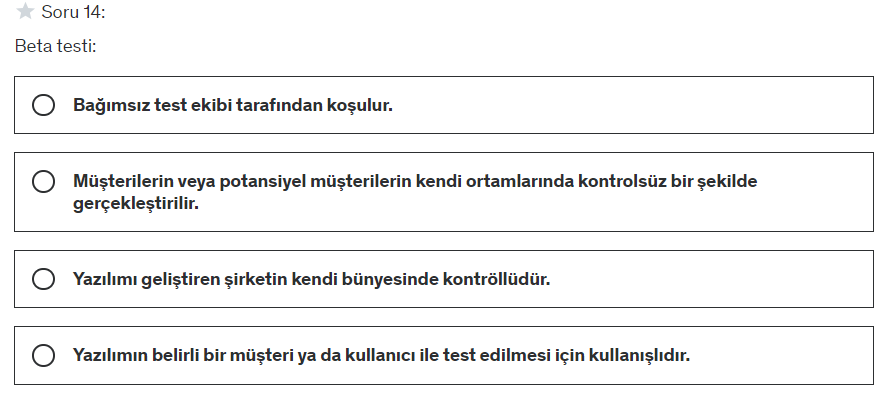 Soru 14:
Beta testi:
Bağımsız test ekibi tarafından koşulur.
Müşterilerin veya potansiyel müşterilerin kendi ortamlarında kontrolsüz bir şekilde
gerçekleştirilir.
Yazılımı geliştiren şirketin kendi bünyesinde kontröllüdür.
Yazılımın belirli bir müşteri ya da kullanıcı ile test edilmesi için kullanışlıdır.